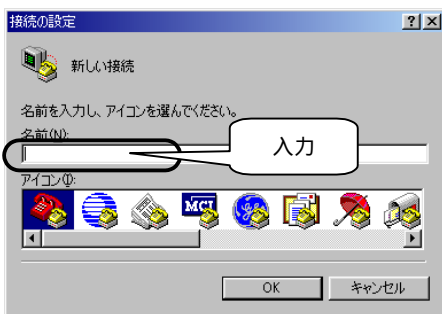 接続の設定
新しい接続
名前を入力し、アイコンを選んでください。
名前(N):
入力
アイコン(I):
MCI
OK
キャンセル